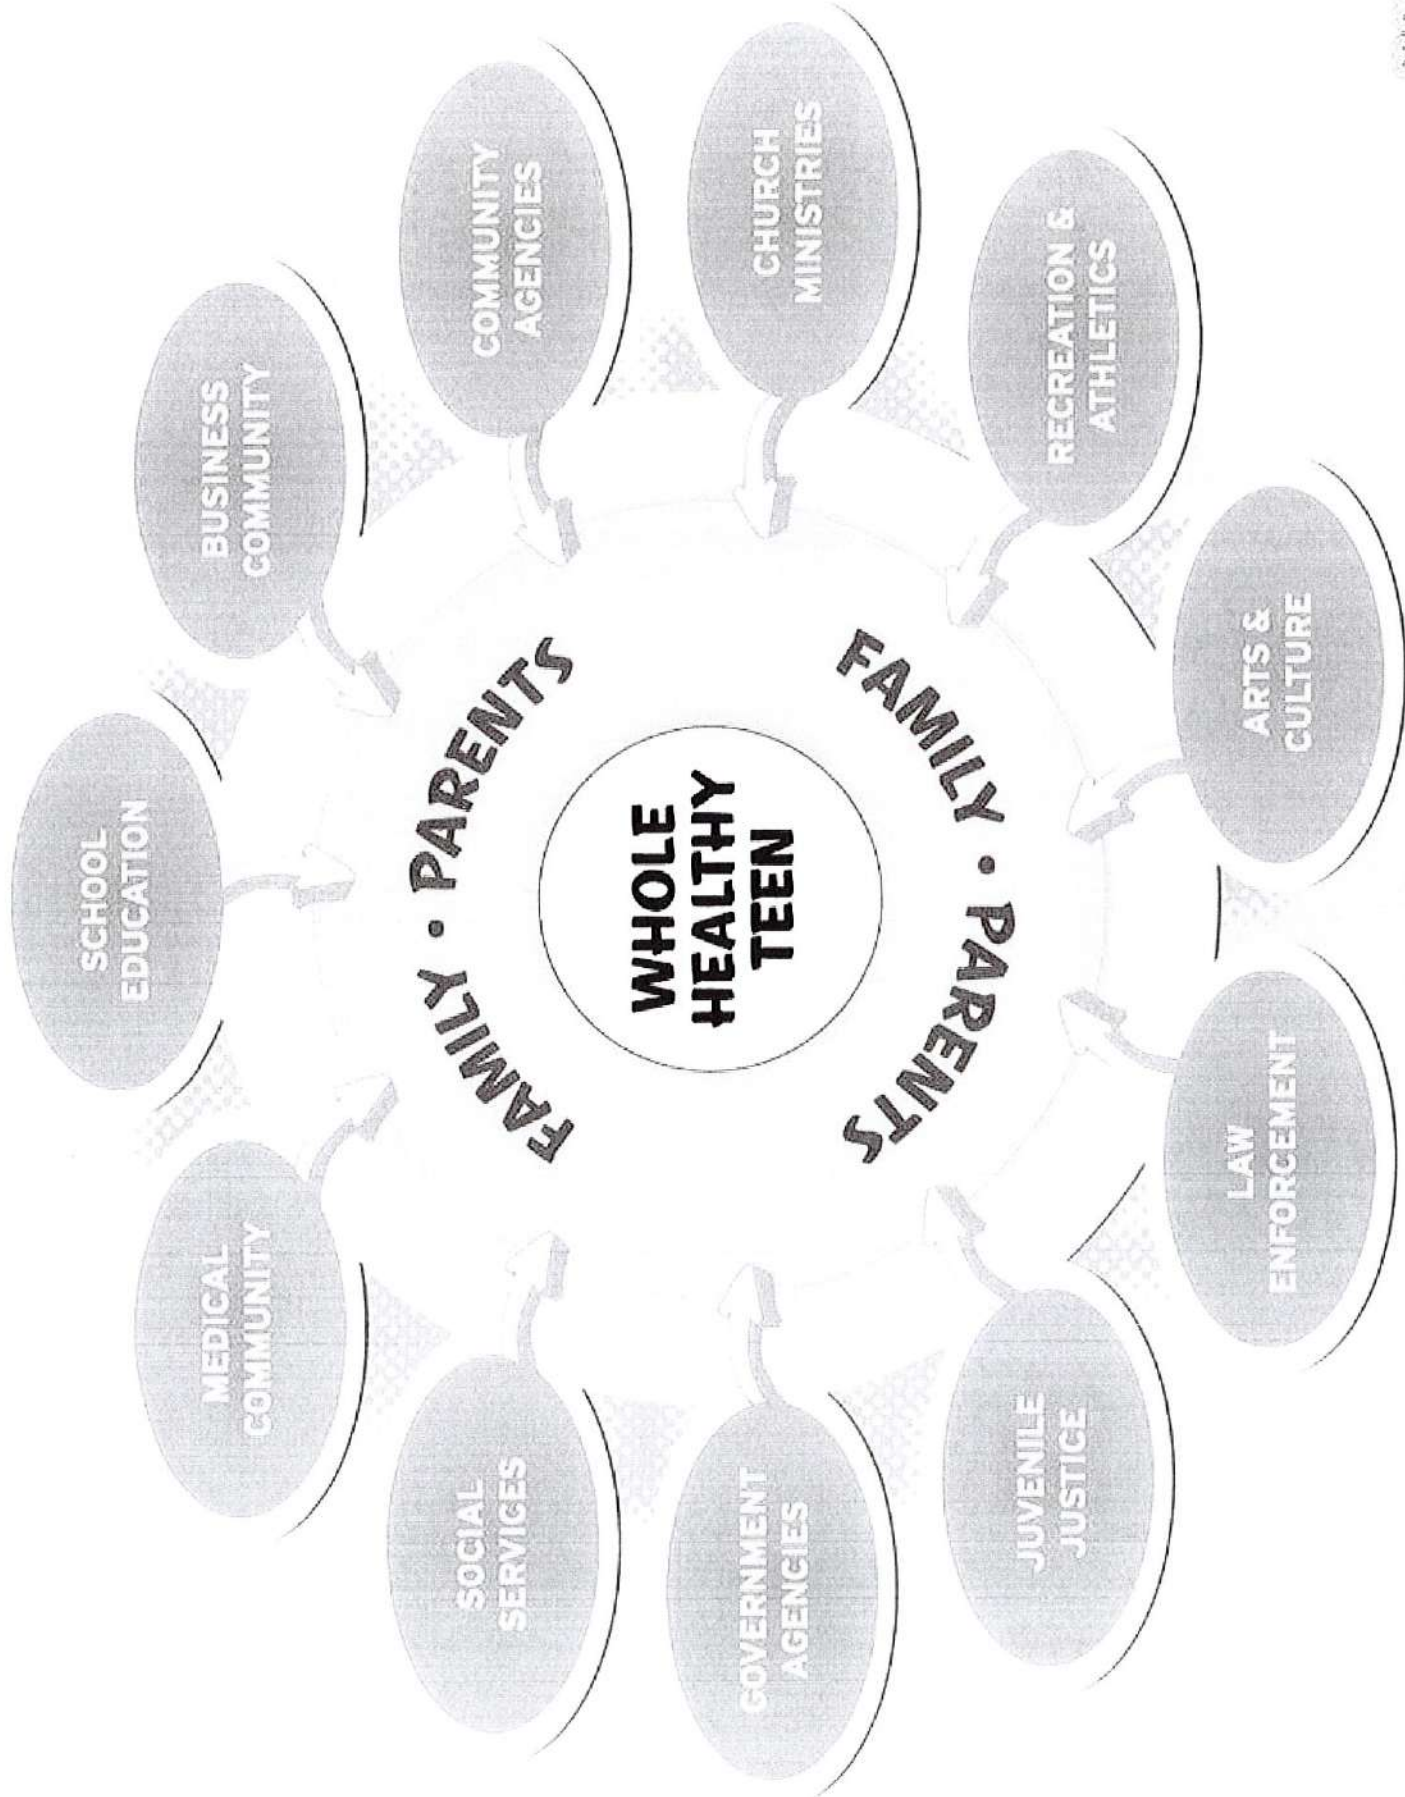 SCHOOL
EDUCATION
BUSINESS
COMMUNITY
COMMUNITY
AGENCIES
CHURCH
MINISTRIES
RECREATION &
ATHLETICS
ARTS &
CULTURE
LAW
ENFORCEMENT
JUVENILE
JUSTICE
GOVERNMENT
AGENCIES
SOCIAL
SERVICES
MEDICAL
COMMUNITY
FAMILY • PARENTS
WHOLE
HEALTHY
TEEN
FAMILY • PARENTS